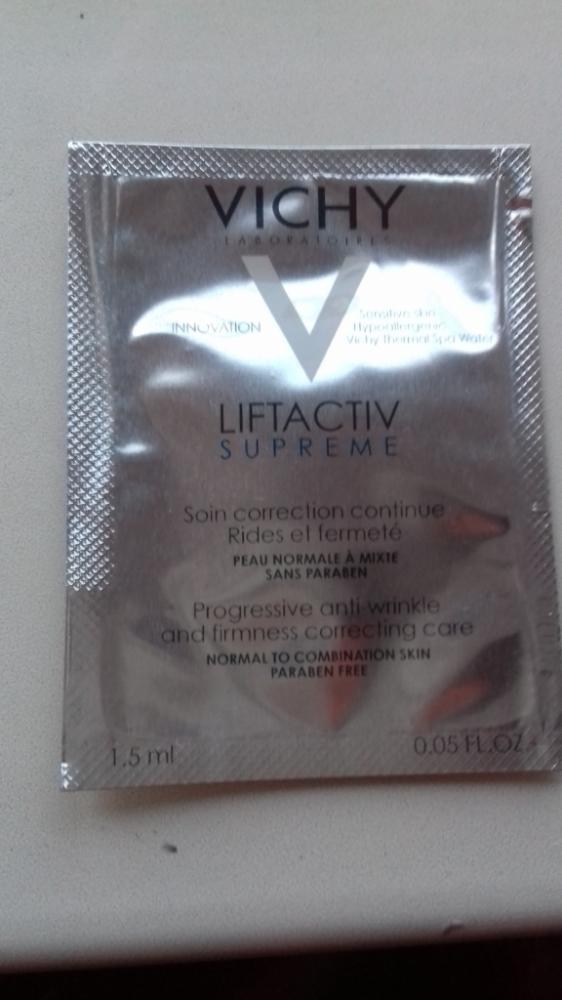 VICHY
LABORATOIRES
V
INNOVATION
Sensitive skin
Hypoallergenic
Vichy Thermal Spa Water
LIFTACTIV
SUPREME
Soin correction continue
Rides et fermeté
PEAU NORMALE À MIXTE
SANS PARABEN
Progressive anti-wrinkle
and firmness correcting care
NORMAL TO COMBINATION SKIN
PARABEN FREE
1.5 ml
0.05 FL.OZ.